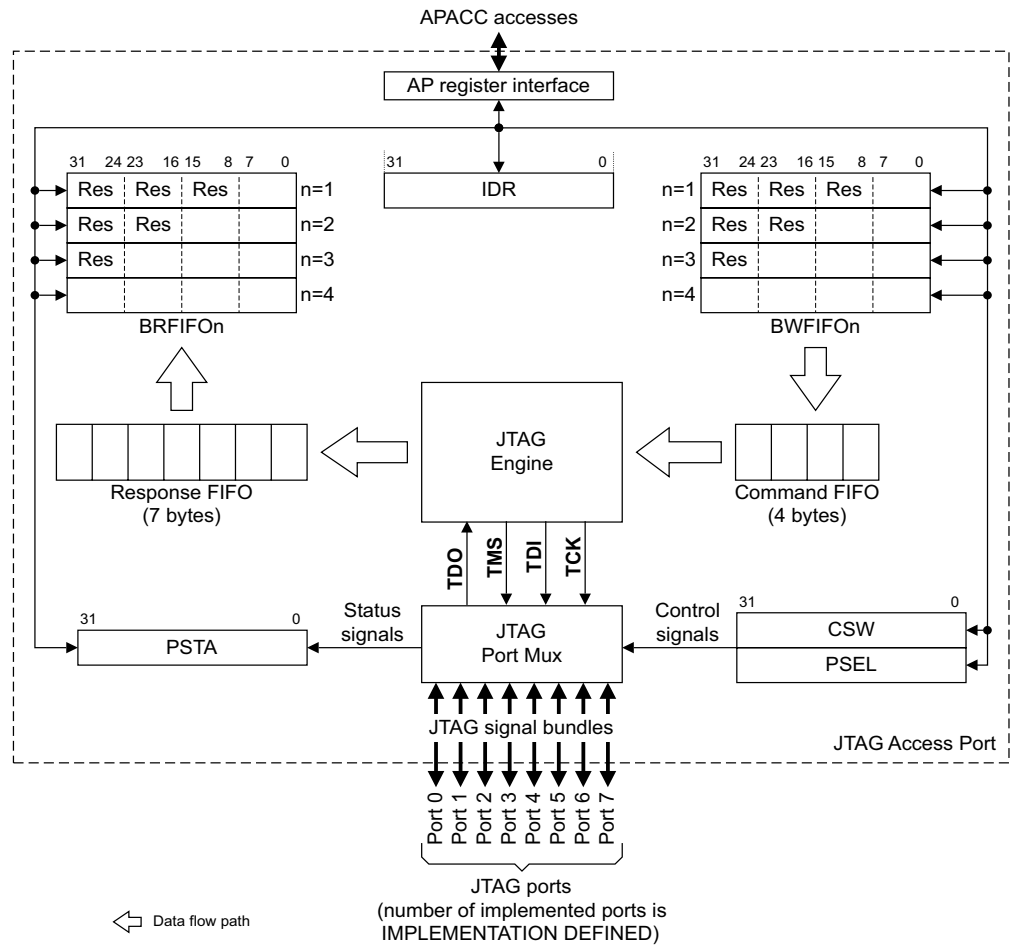 APACC accesses
AP register interface
31 24 23 16 15 8 7 0
31 0
31 24 23 16 15 8 7 0
Res Res Res n=1
IDR
n=1 Res Res Res
Res Res n=2
n=2 Res Res
Res n=3
n=3 Res
n=4
n=4
BRFIFOn
BWFIFOn
JTAG
Engine
Response FIFO
(7 bytes)
Command FIFO
(4 bytes)
TDO
TMS
TDI
TCK
31 0
PSTA
Status
signals
JTAG
Port Mux
Control
signals
31 0
CSW
PSEL
JTAG signal bundles
JTAG Access Port
Port 0
Port 1
Port 2
Port 3
Port 4
Port 5
Port 6
Port 7
JTAG ports
(number of implemented ports is
IMPLEMENTATION DEFINED)
Data flow path